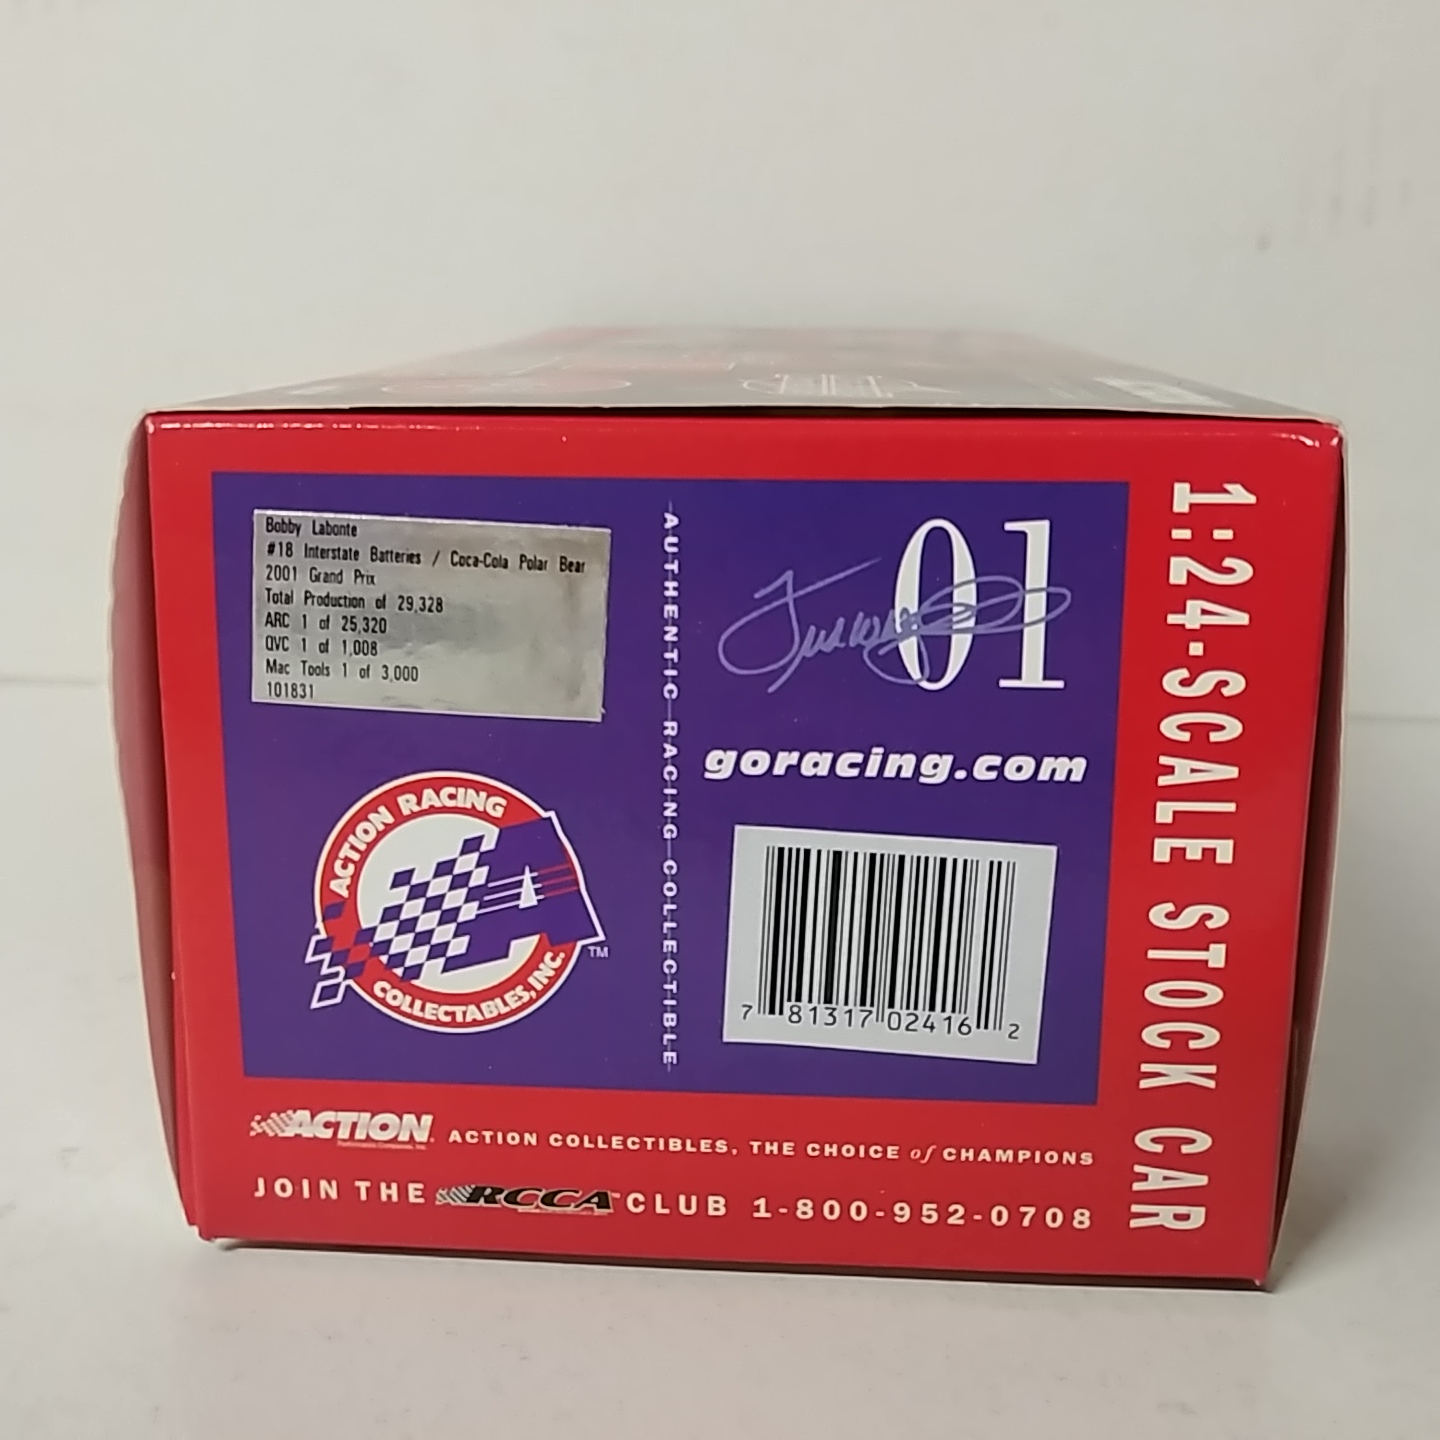 Bobby Labonte
#18 Interstate Batteries / Coca-Cola Polar Bear
2001 Grand Prix
Total Production of 29,328
ARC 1 of 25,320
QVC 1 of 1,008
Mac Tools 1 of 3,000
101831
ACTION RACING
COLLECTABLES, INC.
TM
AUTHENTIC RACING COLLECTIBLE
01
goracing.com
7 81317 02416 2
1:24-SCALE STOCK CAR
ACTION
ACTION COLLECTIBLES, THE CHOICE of CHAMPIONS
JOIN THE RCCA CLUB 1-800-952-0708